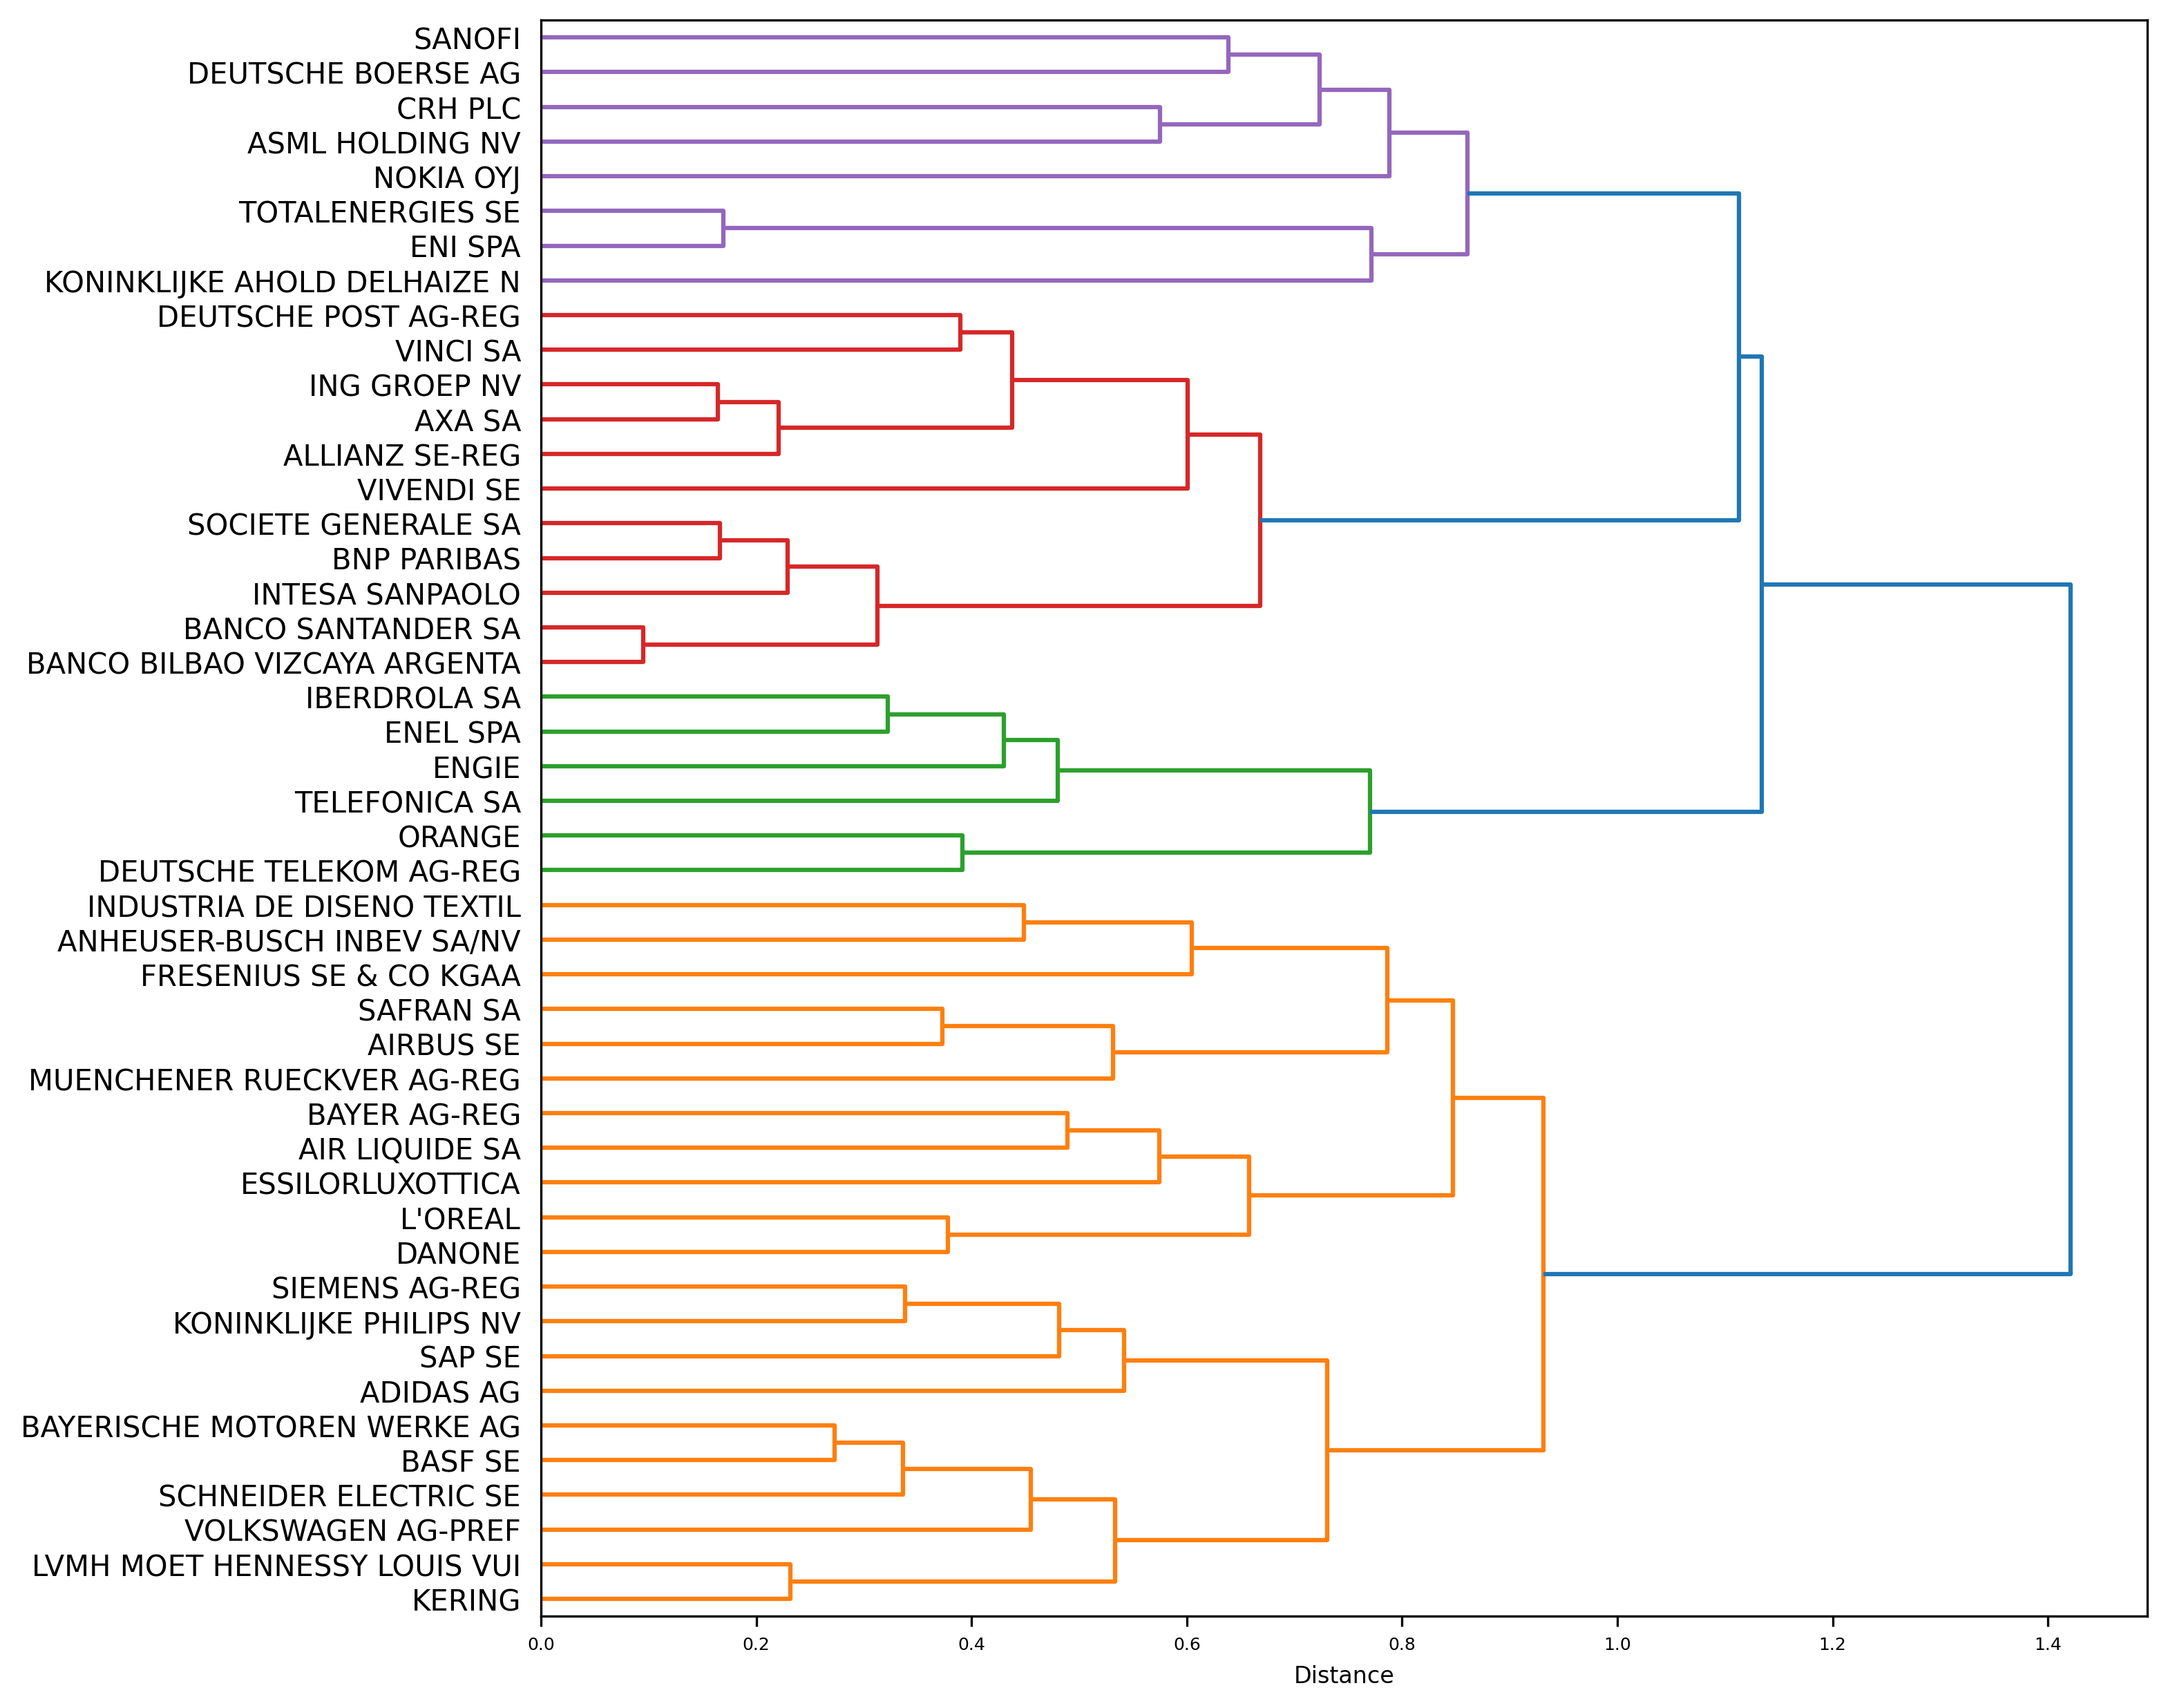 SANOFI
DEUTSCHE BOERSE AG
CRH PLC
ASML HOLDING NV
NOKIA OYJ
TOTALENERGIES SE
ENI SPA
KONINKLIJKE AHOLD DELHAIZE N
DEUTSCHE POST AG-REG
VINCI SA
ING GROEP NV
AXA SA
ALLIANZ SE-REG
VIVENDI SE
SOCIETE GENERALE SA
BNP PARIBAS
INTESA SANPAOLO
BANCO SANTANDER SA
BANCO BILBAO VIZCAYA ARGENTA
IBERDROLA SA
ENEL SPA
ENGIE
TELEFONICA SA
ORANGE
DEUTSCHE TELEKOM AG-REG
INDUSTRIA DE DISENO TEXTIL
ANHEUSER-BUSCH INBEV SA/NV
FRESENIUS SE & CO KGAA
SAFRAN SA
AIRBUS SE
MUENCHENER RUECKVER AG-REG
BAYER AG-REG
AIR LIQUIDE SA
ESSILORLUXOTTICA
L'OREAL
DANONE
SIEMENS AG-REG
KONINKLIJKE PHILIPS NV
SAP SE
ADIDAS AG
BAYERISCHE MOTOREN WERKE AG
BASF SE
SCHNEIDER ELECTRIC SE
VOLKSWAGEN AG-PREF
LVMH MOET HENNESSY LOUIS VUI
KERING
0.0 0.2 0.4 0.6 0.8 1.0 1.2 1.4
Distance